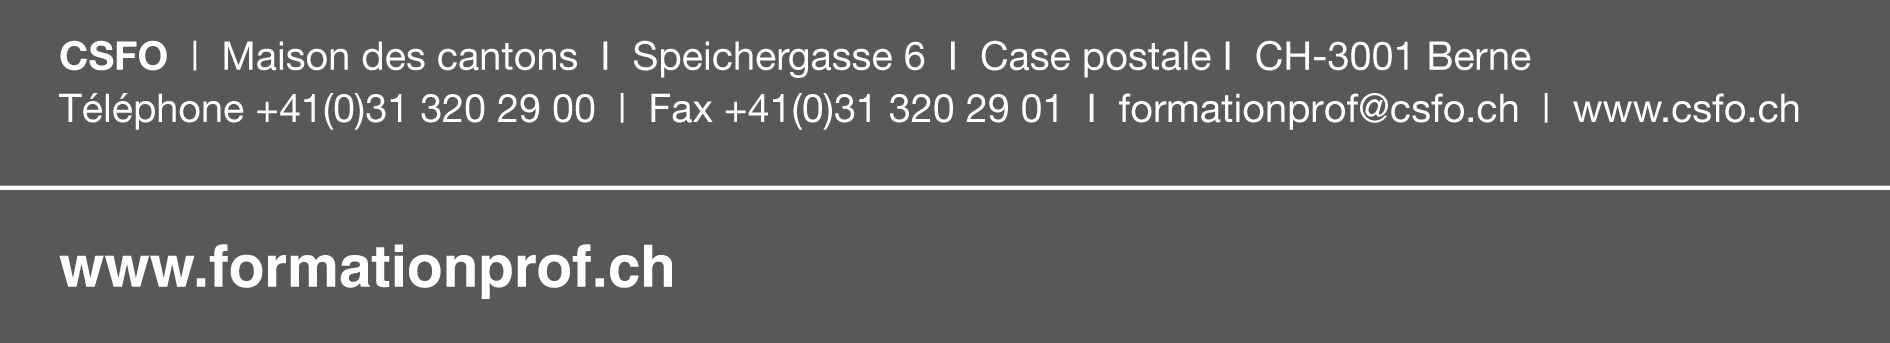 CSFO | Maison des cantons I Speichergasse 6 I Case postale I CH-3001 Berne
Téléphone +41(0)31 320 29 00 | Fax +41(0)31 320 29 01 I formationprof@csfo.ch | www.csfo.ch
www.formationprof.ch